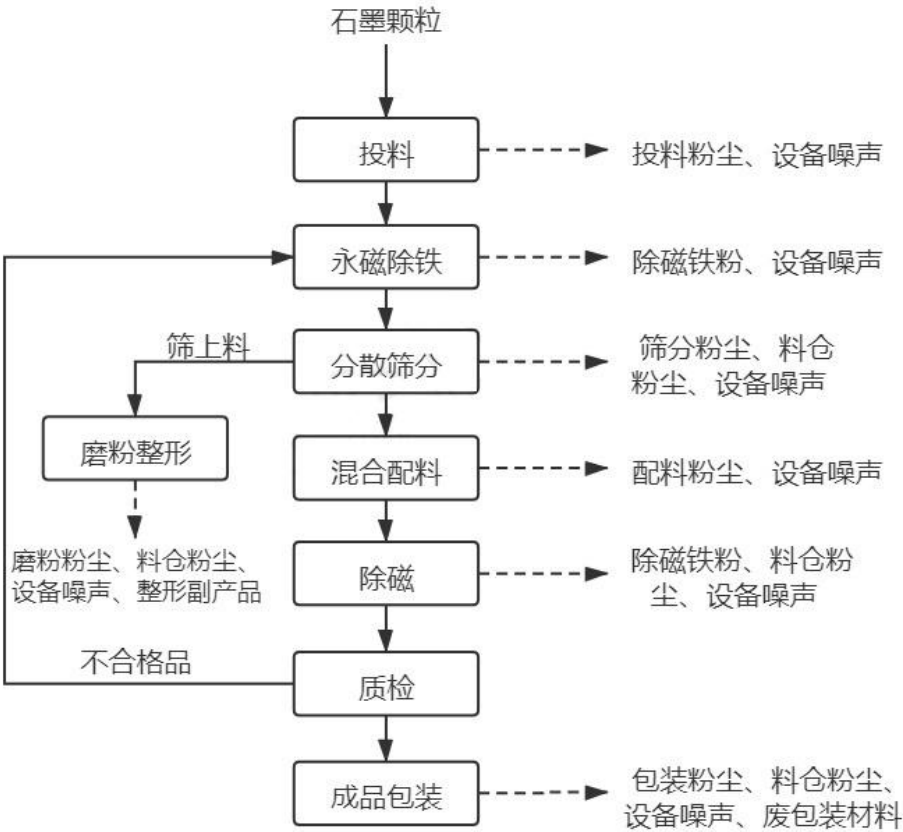 石墨颗粒
投料
投料粉尘、设备噪声
永磁除铁
除磁铁粉、设备噪声
筛上料
分散筛分
筛分粉尘、料仓
粉尘、设备噪声
磨粉整形
混合配料
配料粉尘、设备噪声
磨粉粉尘、料仓粉尘、
设备噪声、整形副产品
除磁
除磁铁粉、料仓粉
尘、设备噪声
不合格品
质检
成品包装
包装粉尘、料仓粉尘、
设备噪声、废包装材料